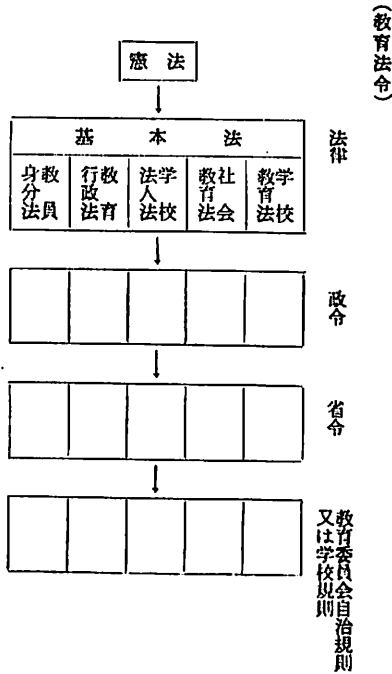 (教育法令)
憲法
法律
基本法
学校教育法
社会教育法
学校法人法
教育行政法
教員身分法
政令
省令
教育委員会自治規則
又は学校規則